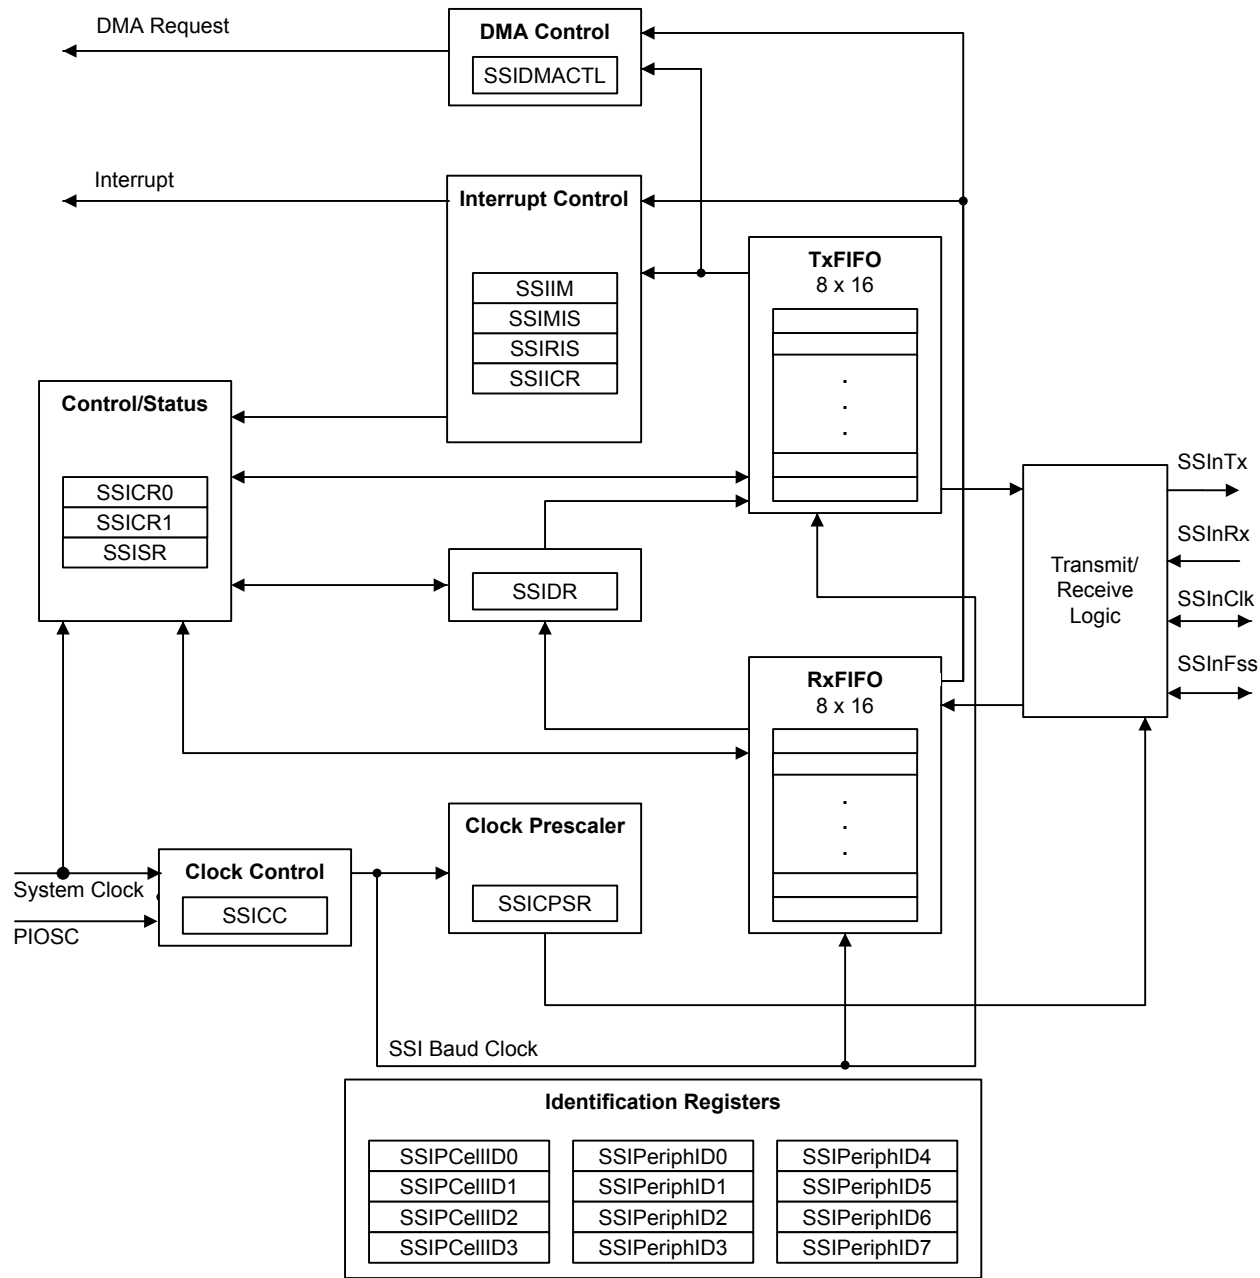 DMA Request
DMA Control
SSIDMACTL
Interrupt
Interrupt Control
SSIIM
SSIMIS
SSIRIS
SSIICR
TxFIFO
8 x 16
.
.
.
Control/Status
SSICR0
SSICR1
SSISR
SSIDR
Transmit/
Receive
Logic
SSInTx
SSInRx
SSInClk
SSInFss
RxFIFO
8 x 16
.
.
.
Clock Prescaler
SSICPSR
System Clock
PIOSC
Clock Control
SSICC
SSI Baud Clock
Identification Registers
SSIPCellID0
SSIPCellID1
SSIPCellID2
SSIPCellID3
SSIPeriphID0
SSIPeriphID1
SSIPeriphID2
SSIPeriphID3
SSIPeriphID4
SSIPeriphID5
SSIPeriphID6
SSIPeriphID7